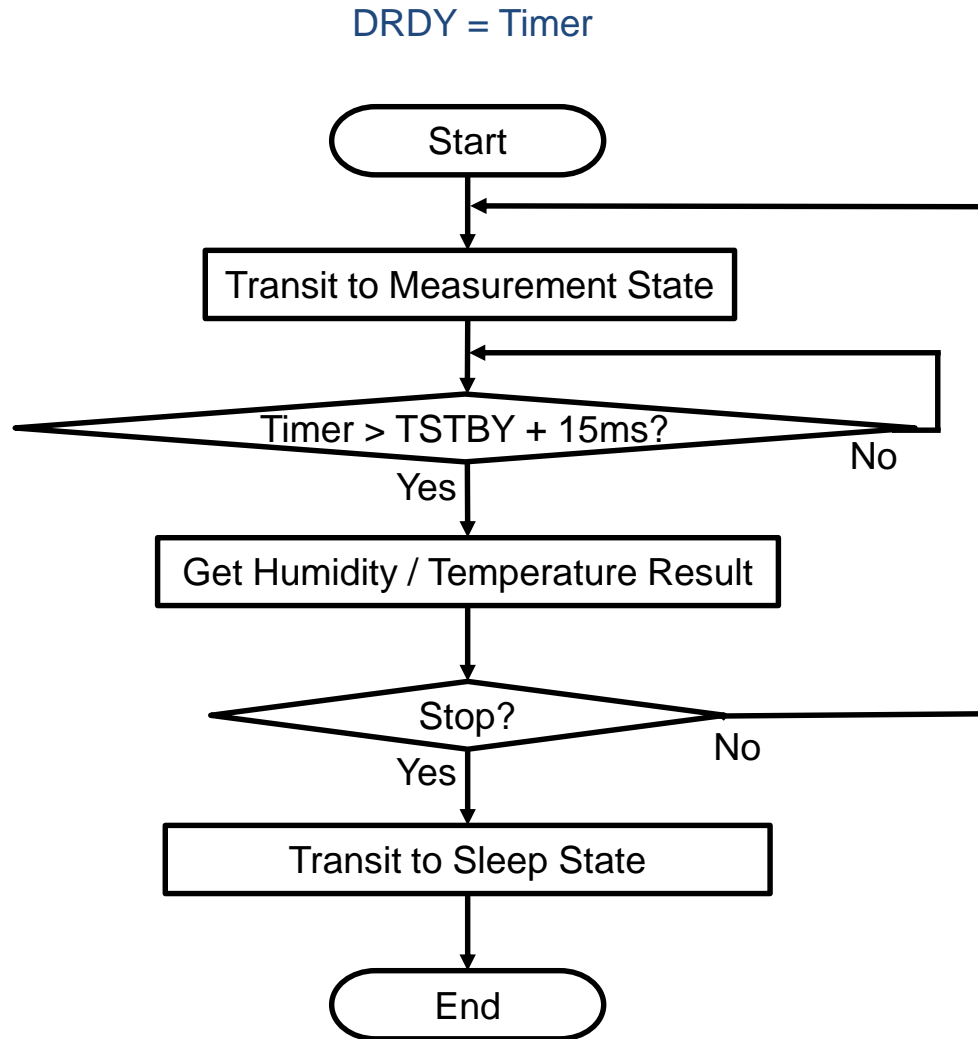 DRDY = Timer
Start
Transit to Measurement State
Timer > TSTBY + 15ms?
No
Yes
Get Humidity / Temperature Result
Stop?
No
Yes
Transit to Sleep State
End